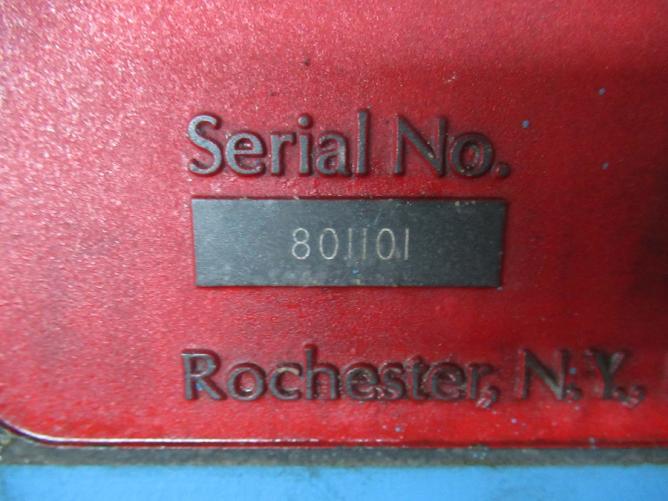 Serial No.
801101
Rochester, N.Y.,